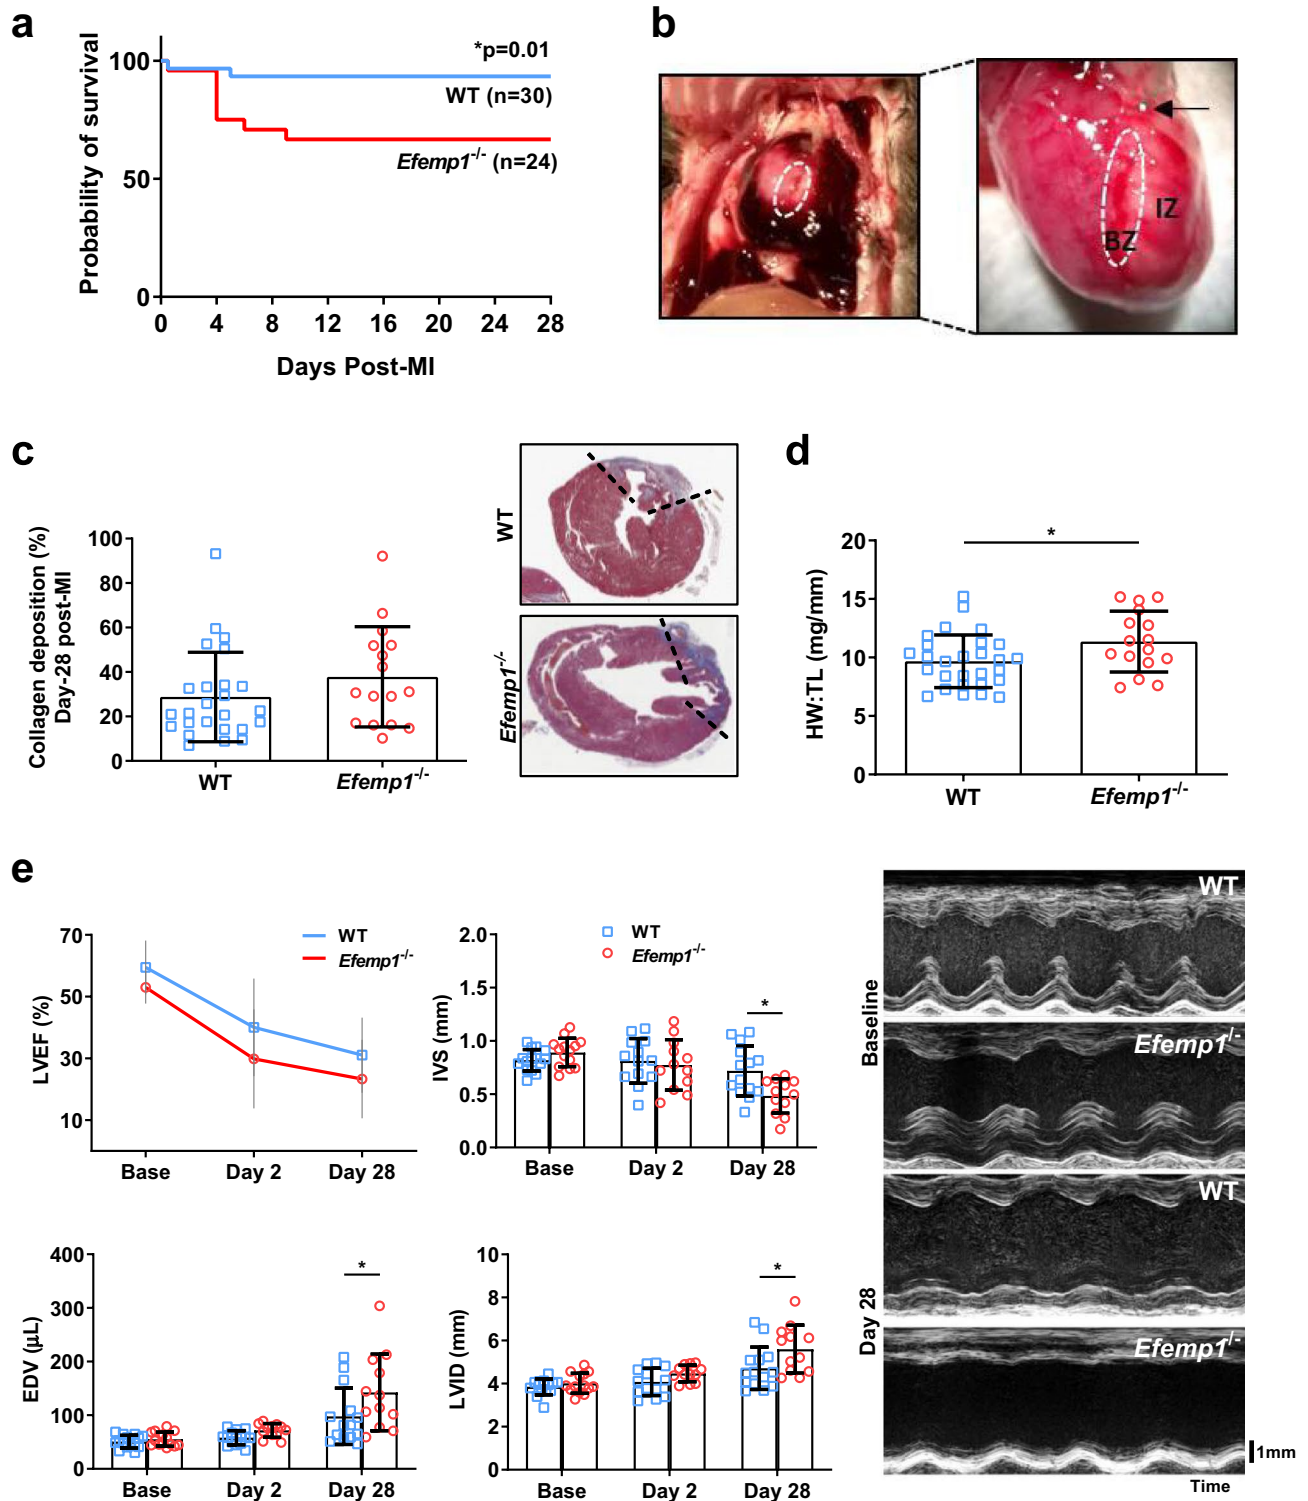 a
Probability of survival
100
50
0
*p=0.01
WT (n=30)
Efemp1-/- (n=24)
0 4 8 12 16 20 24 28
Days Post-MI
b
IZ
BZ
c
Collagen deposition (%)
Day-28 post-MI
100
80
60
40
20
0
WT
Efemp1-/-
WT
Efemp1-/-
d
HW:TL (mg/mm)
20
15
10
5
0
*
WT
Efemp1-/-
e
LVEF (%)
70
50
30
10
WT
Efemp1-/-
Base Day 2 Day 28
IVS (mm)
2.0
1.5
1.0
0.5
0.0
WT
Efemp1-/-
*
Base Day 2 Day 28
EDV (µL)
400
300
200
100
0
*
Base Day 2 Day 28
LVID (mm)
10
8
6
4
2
0
*
Base Day 2 Day 28
Baseline
WT
Efemp1-/-
Day 28
WT
Efemp1-/-
1mm
Time